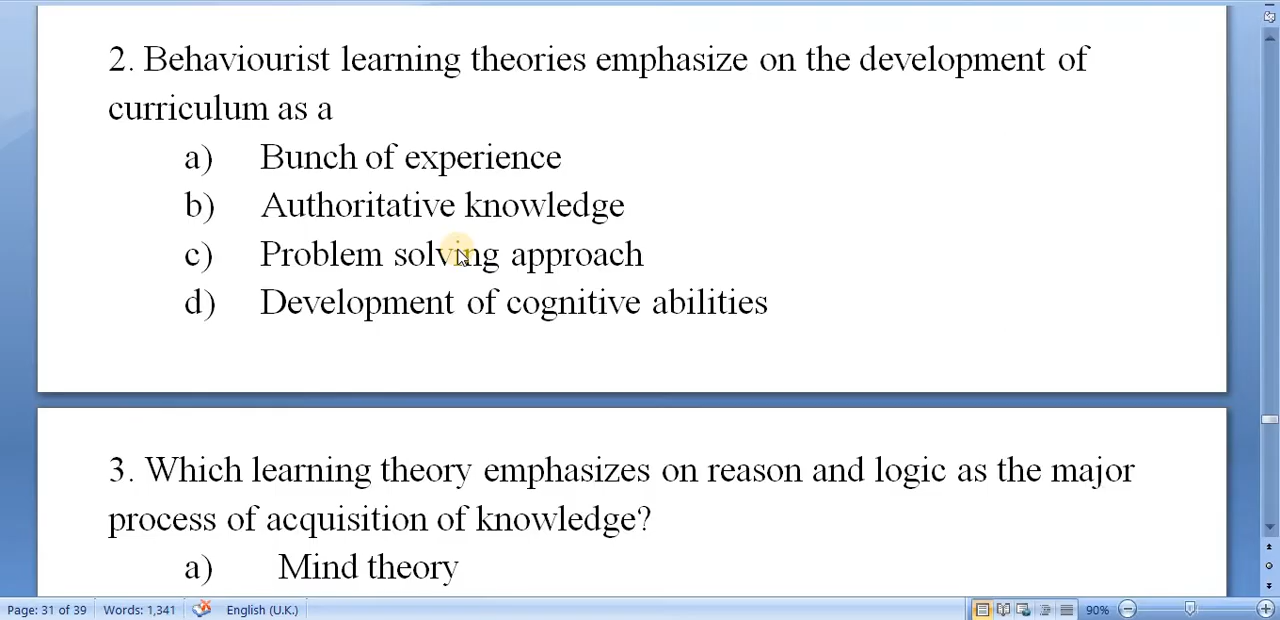 2. Behaviourist learning theories emphasize on the development of
curriculum as a
a) Bunch of experience
b) Authoritative knowledge
c) Problem solving approach
d) Development of cognitive abilities
3. Which learning theory emphasizes on reason and logic as the major
process of acquisition of knowledge?
a) Mind theory
Page: 31 of 39 Words: 1,341 English (U.K.) 90%